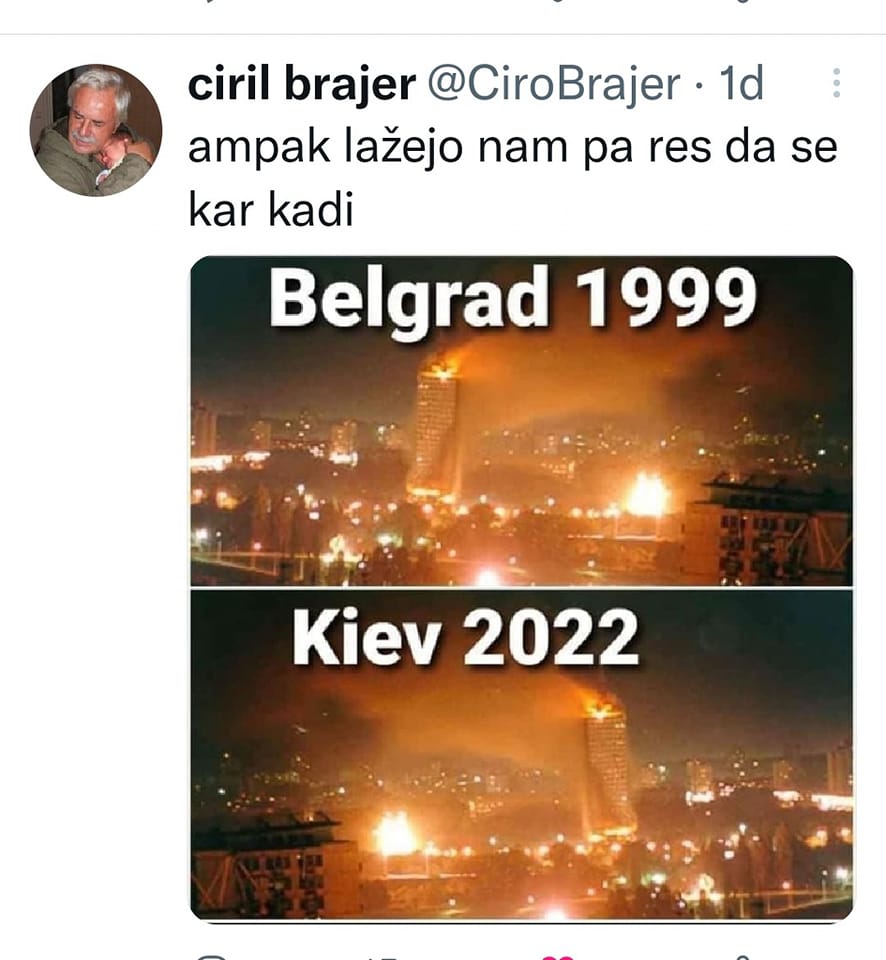 ciril brajer @CiroBrajer · 1d
ampak lažejo nam pa res da se
kar kadi
Belgrad 1999
Kiev 2022